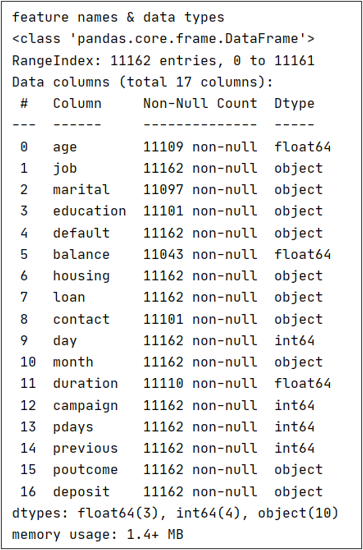 feature names & data types
<class 'pandas.core.frame.DataFrame'>
RangeIndex: 11162 entries, 0 to 11161
Data columns (total 17 columns):
 #   Column     Non-Null Count  Dtype
---  ------     --------------  -----
 0   age        11109 non-null  float64
 1   job        11162 non-null  object
 2   marital    11097 non-null  object
 3   education  11101 non-null  object
 4   default    11162 non-null  object
 5   balance    11043 non-null  float64
 6   housing    11162 non-null  object
 7   loan       11162 non-null  object
 8   contact    11101 non-null  object
 9   day        11162 non-null  int64
 10  month      11162 non-null  object
 11  duration   11110 non-null  float64
 12  campaign   11162 non-null  int64
 13  pdays      11162 non-null  int64
 14  previous   11162 non-null  int64
 15  poutcome   11162 non-null  object
 16  deposit    11162 non-null  object
dtypes: float64(3), int64(4), object(10)
memory usage: 1.4+ MB